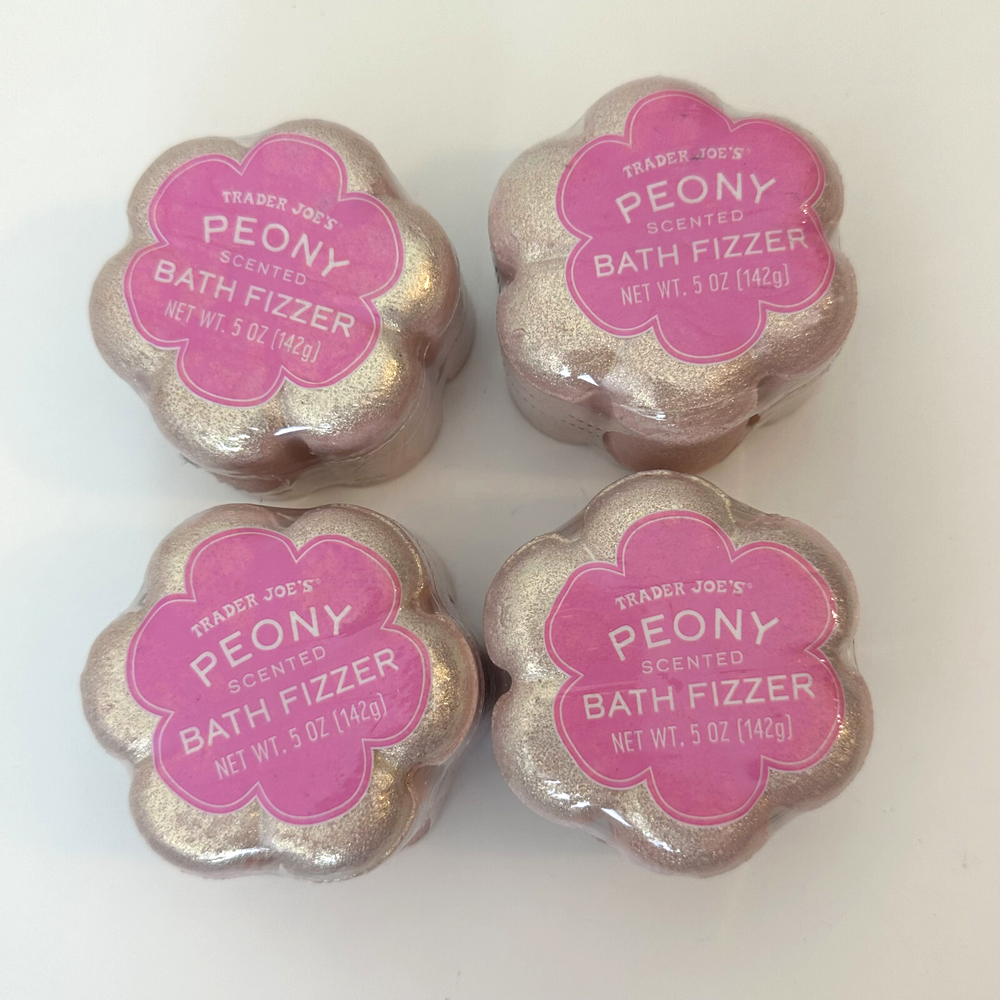 TRADER JOE'S
PEONY
SCENTED
BATH FIZZER
NET WT. 5 OZ (142g)
TRADER JOE'S
PEONY
SCENTED
BATH FIZZER
NET WT. 5 OZ (142g)
TRADER JOE'S
PEONY
SCENTED
BATH FIZZER
NET WT. 5 OZ (142g)
TRADER JOE'S
PEONY
SCENTED
BATH FIZZER
NET WT. 5 OZ (142g)